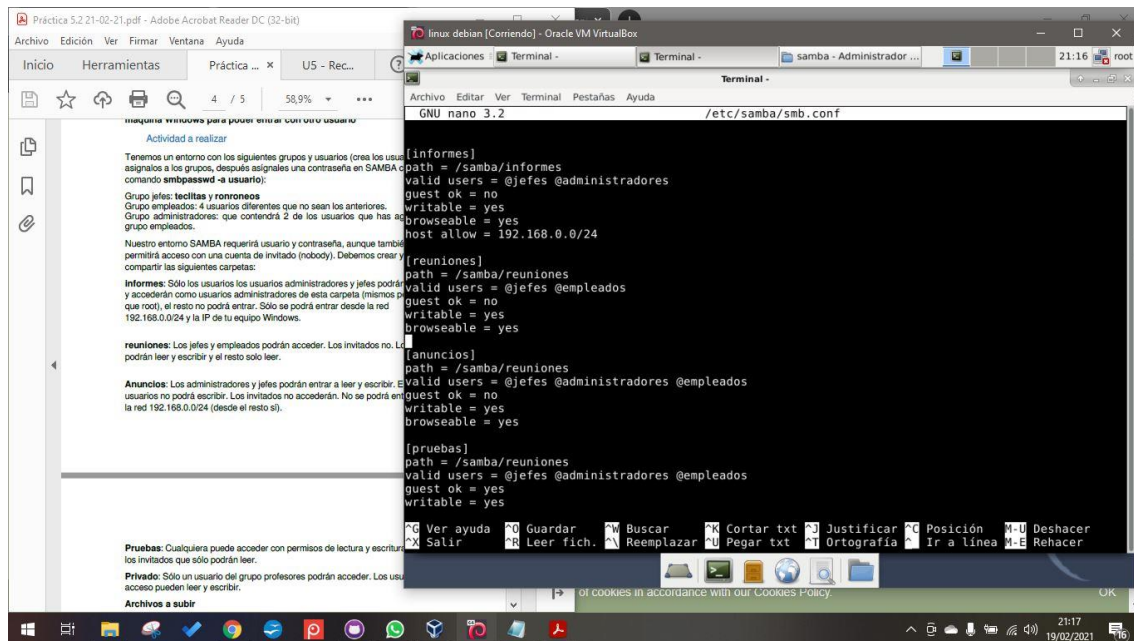 Práctica 5.2 21-02-21.pdf - Adobe Acrobat Reader DC (32-bit)
Archivo Edición Ver Firmar Ventana Ayuda
Inicio Herramientas Práctica ... × U5 - Rec...
4 / 5 58,9%
máquina Windows para poder entrar con otro usuario
Actividad a realizar
Tenemos un entorno con los siguientes grupos y usuarios (crea los usua
asígnalos a los grupos, después asígnales una contraseña en SAMBA c
comando smbpasswd -a usuario):
Grupo jefes: teclitas y ronroneos
Grupo empleados: 4 usuarios diferentes que no sean los anteriores.
Grupo administradores: que contendrá 2 de los usuarios que has ag
grupo empleados.
Nuestro entorno SAMBA requerirá usuario y contraseña, aunque tambié
permitirá acceso con una cuenta de invitado (nobody). Debemos crear y
compartir las siguientes carpetas:
Informes: Sólo los usuarios los usuarios administradores y jefes podrán
y accederán como usuarios administradores de esta carpeta (mismos p
que root), el resto no podrá entrar. Sólo se podrá entrar desde la red
192.168.0.0/24 y la IP de tu equipo Windows.
reuniones: Los jefes y empleados podrán acceder. Los invitados no. Lo
podrán leer y escribir y el resto solo leer.
Anuncios: Los administradores y jefes podrán entrar a leer y escribir. E
usuarios no podrá escribir. Los invitados no accederán. No se podrá ent
la red 192.168.0.0/24 (desde el resto sí).
Pruebas: Cualquiera puede acceder con permisos de lectura y escritura
los invitados que sólo podrán leer.
Privado: Sólo un usuario del grupo profesores podrán acceder. Los usu
acceso pueden leer y escribir.
Archivos a subir
linux debian [Corriendo] - Oracle VM VirtualBox
Aplicaciones Terminal - Terminal - samba - Administrador ... 21:16 root
Terminal -
Archivo Editar Ver Terminal Pestañas Ayuda
GNU nano 3.2 /etc/samba/smb.conf
[informes]
path = /samba/informes
valid users = @jefes @administradores
guest ok = no
writable = yes
browseable = yes
host allow = 192.168.0.0/24
[reuniones]
path = /samba/reuniones
valid users = @jefes @empleados
guest ok = no
writable = yes
browseable = yes
[anuncios]
path = /samba/reuniones
valid users = @jefes @administradores @empleados
guest ok = no
writable = yes
browseable = yes
[pruebas]
path = /samba/reuniones
valid users = @jefes @administradores @empleados
guest ok = yes
writable = yes
^G Ver ayuda ^O Guardar ^W Buscar ^K Cortar txt ^J Justificar ^C Posición M-U Deshacer
^X Salir ^R Leer fich. ^\ Reemplazar ^U Pegar txt ^T Ortografía ^_ Ir a línea M-E Rehacer
of cookies in accordance with our Cookies Policy. OK
21:17
19/02/2021
16